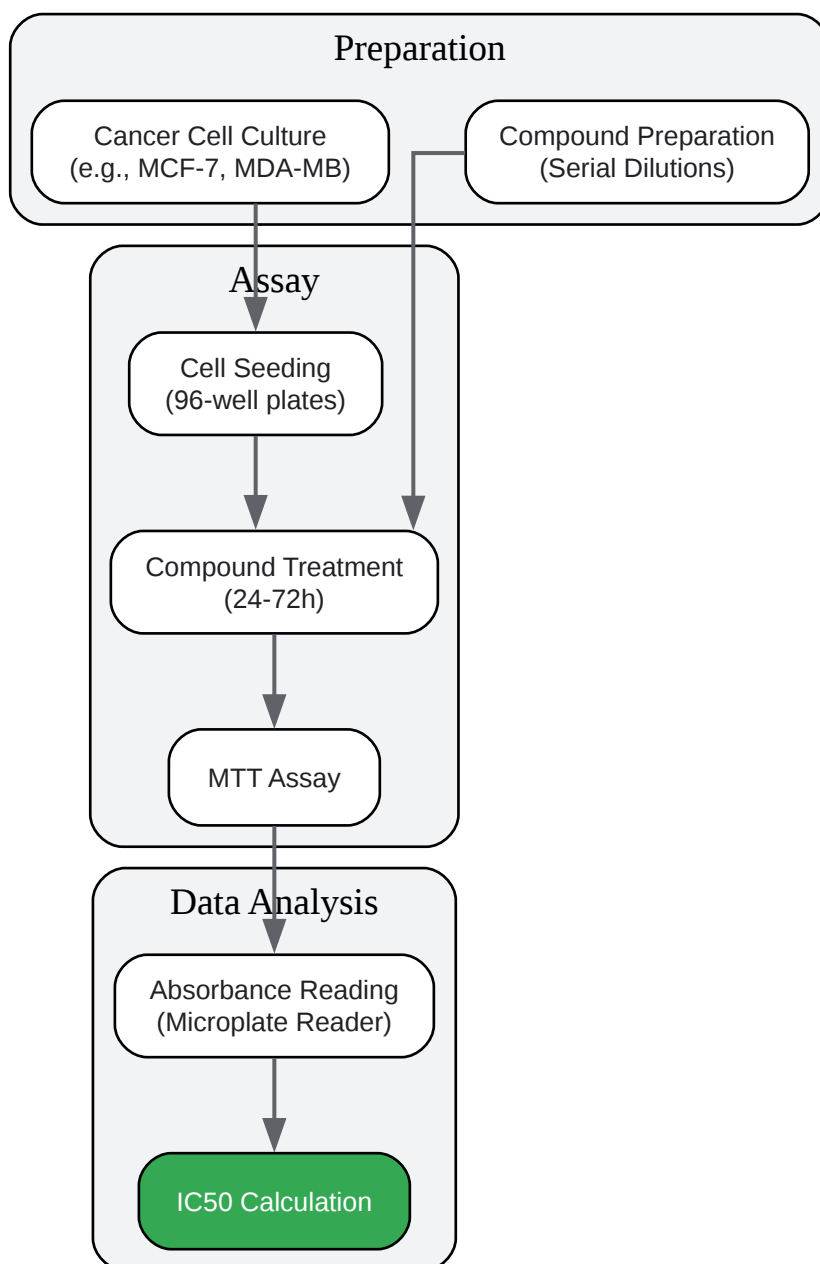 Preparation
Cancer Cell Culture
(e.g., MCF-7, MDA-MB)
Compound Preparation
(Serial Dilutions)
Assay
Cell Seeding
(96-well plates)
Compound Treatment
(24-72h)
MTT Assay
Data Analysis
Absorbance Reading
(Microplate Reader)
IC50 Calculation